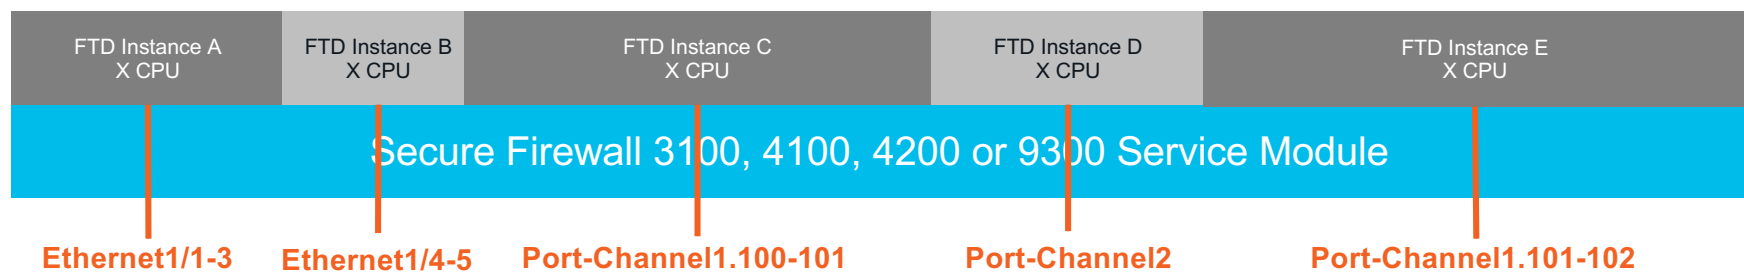 FTD Instance A
X CPU
FTD Instance B
X CPU
FTD Instance C
X CPU
FTD Instance D
X CPU
FTD Instance E
X CPU
Secure Firewall 3100, 4100, 4200 or 9300 Service Module
Ethernet1/1-3
Ethernet1/4-5
Port-Channel1.100-101
Port-Channel2
Port-Channel1.101-102